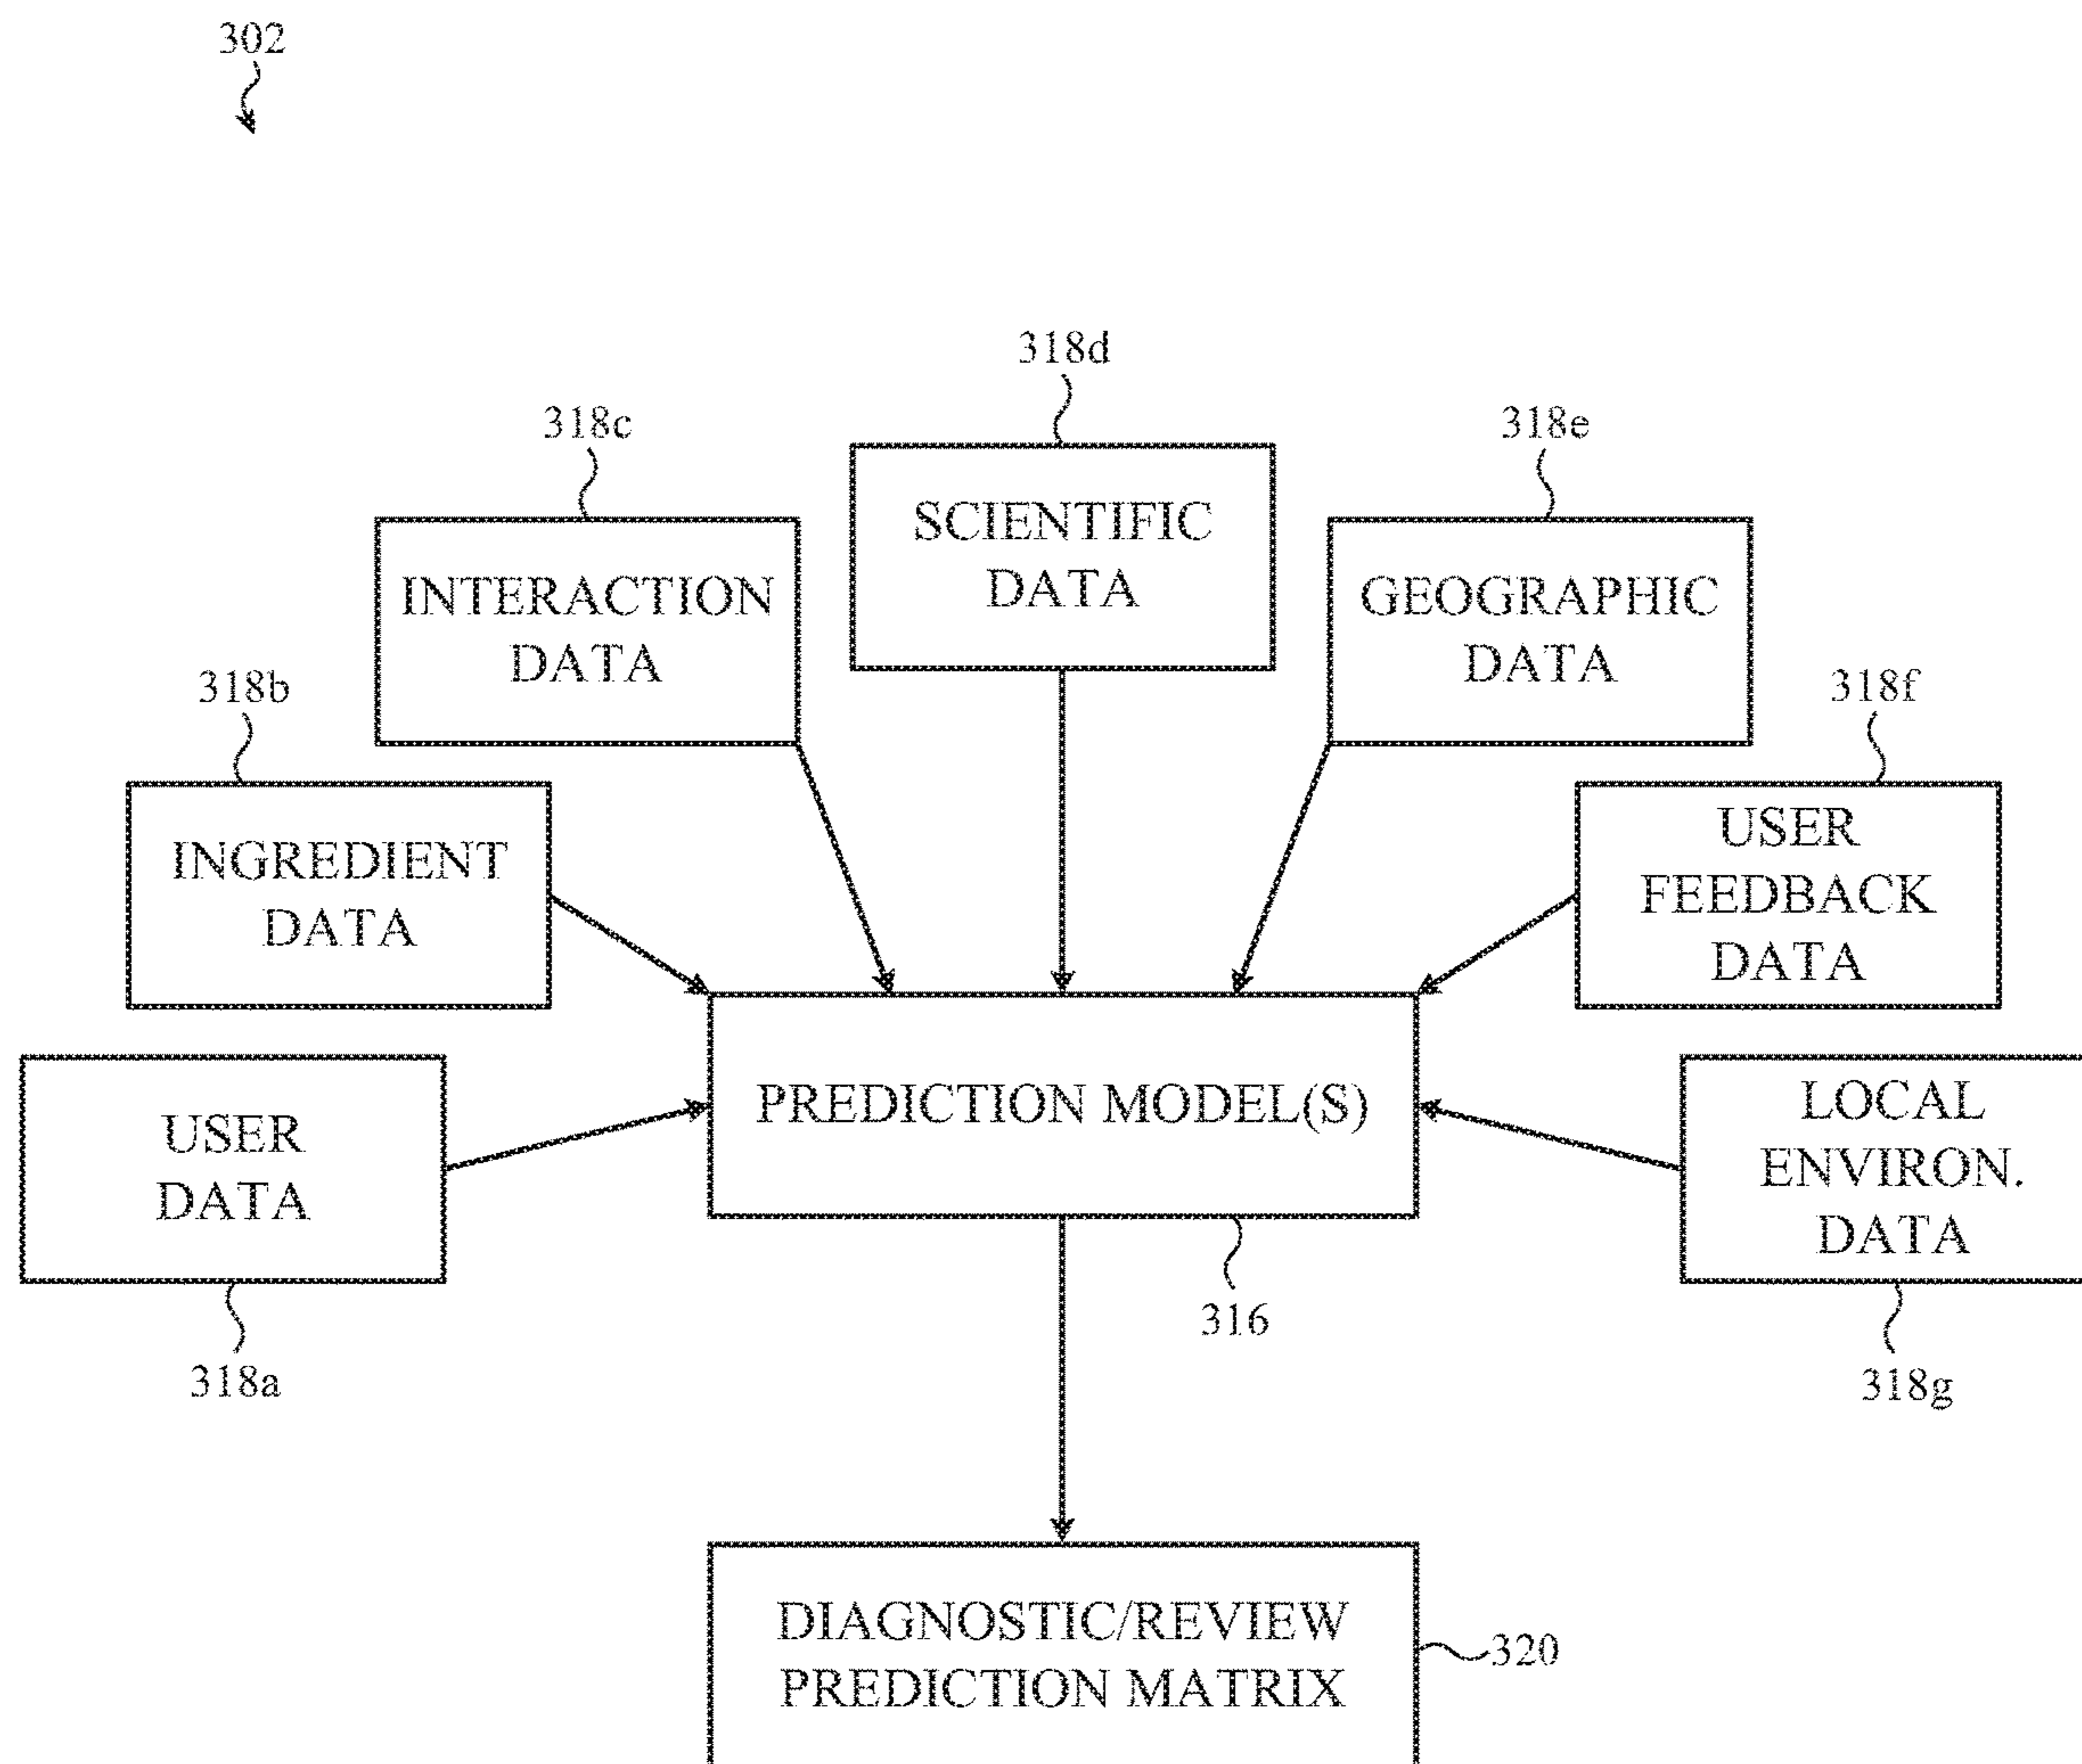 302
318d
318c
318e
SCIENTIFIC
DATA
INTERACTION
DATA
GEOGRAPHIC
DATA
318b
318f
INGREDIENT
DATA
USER
FEEDBACK
DATA
PREDICTION MODEL(S)
USER
DATA
LOCAL
ENVIRON.
DATA
316
318a
318g
DIAGNOSTIC/REVIEW
PREDICTION MATRIX
320